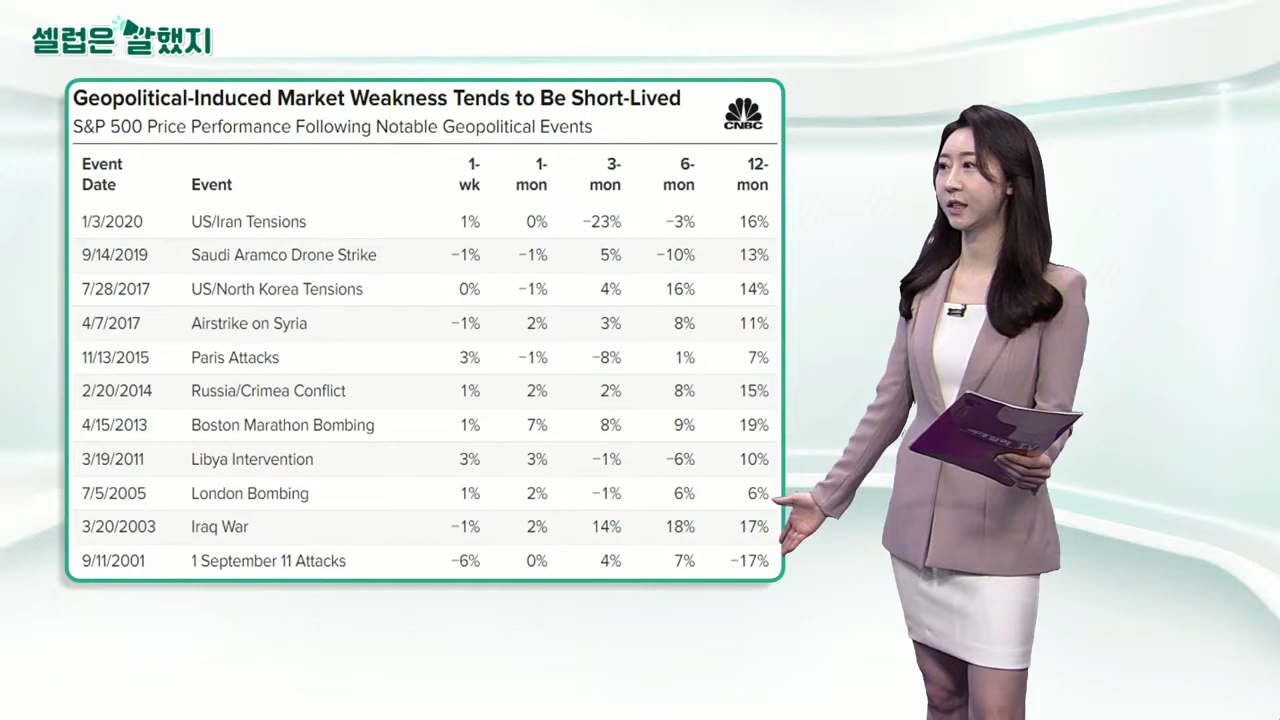 셀럽은 말했지
Geopolitical-Induced Market Weakness Tends to Be Short-Lived
S&P 500 Price Performance Following Notable Geopolitical Events
CNBC
Event Date Event 1-wk 1-mon 3-mon 6-mon 12-mon
1/3/2020 US/Iran Tensions 1% 0% −23% −3% 16%
9/14/2019 Saudi Aramco Drone Strike −1% −1% 5% −10% 13%
7/28/2017 US/North Korea Tensions 0% −1% 4% 16% 14%
4/7/2017 Airstrike on Syria −1% 2% 3% 8% 11%
11/13/2015 Paris Attacks 3% −1% −8% 1% 7%
2/20/2014 Russia/Crimea Conflict 1% 2% 2% 8% 15%
4/15/2013 Boston Marathon Bombing 1% 7% 8% 9% 19%
3/19/2011 Libya Intervention 3% 3% −1% −6% 10%
7/5/2005 London Bombing 1% 2% −1% 6% 6%
3/20/2003 Iraq War −1% 2% 14% 18% 17%
9/11/2001 1 September 11 Attacks −6% 0% 4% 7% −17%